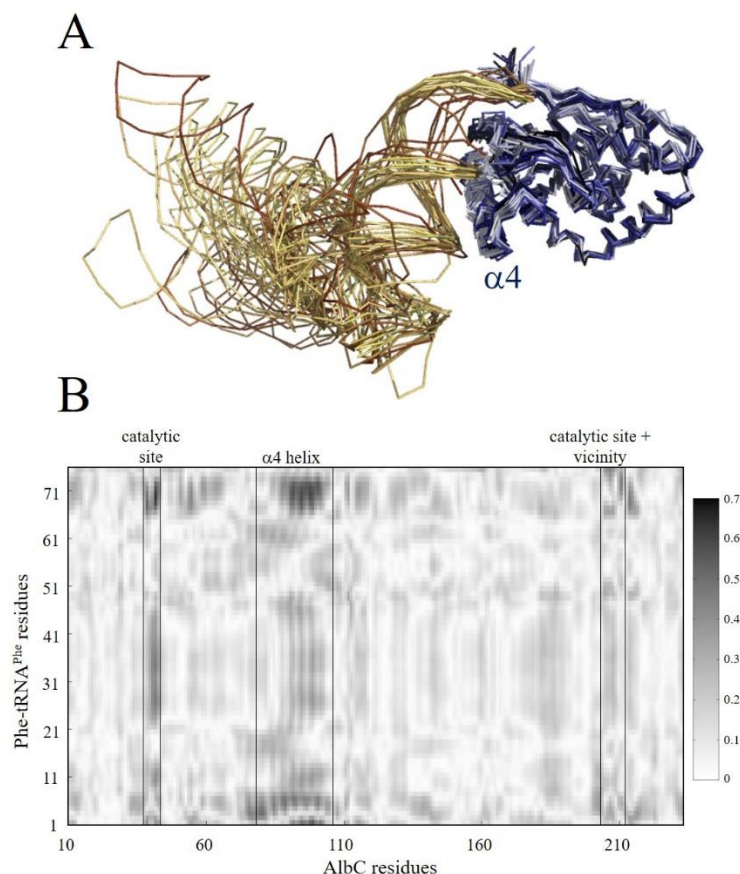 A
α4
B
catalytic site
α4 helix
catalytic site + vicinity
Phe-tRNAPhe residues
71
61
51
41
31
21
11
1
10
60
110
160
210
AlbC residues
0.7
0.6
0.5
0.4
0.3
0.2
0.1
0